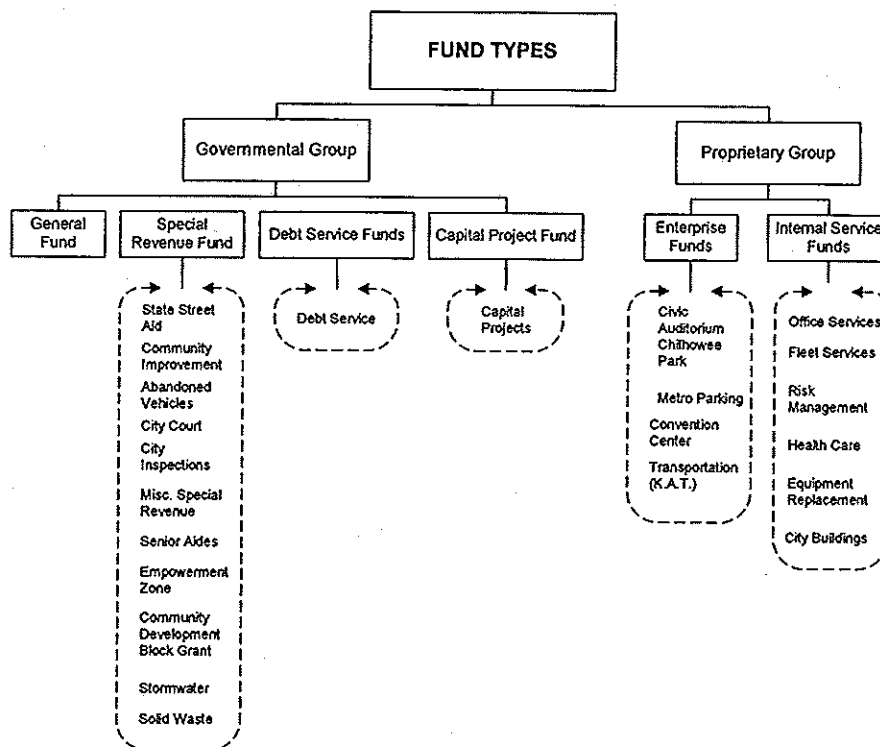 FUND TYPES
Governmental Group
Proprietary Group
General
Fund
Special
Revenue Fund
Debt Service Funds
Capital Project Fund
Enterprise
Funds
Internal Service
Funds
State Street
Aid
Community
Improvement
Abandoned
Vehicles
City Court
City
Inspections
Misc. Special
Revenue
Senior Aides
Empowerment
Zone
Community
Development
Block Grant
Stormwater
Solid Waste
Debt Service
Capital
Projects
Civic
Auditorium
Chilhowee
Park
Metro Parking
Convention
Center
Transportation
(K.A.T.)
Office Services
Fleet Services
Risk
Management
Health Care
Equipment
Replacement
City Buildings